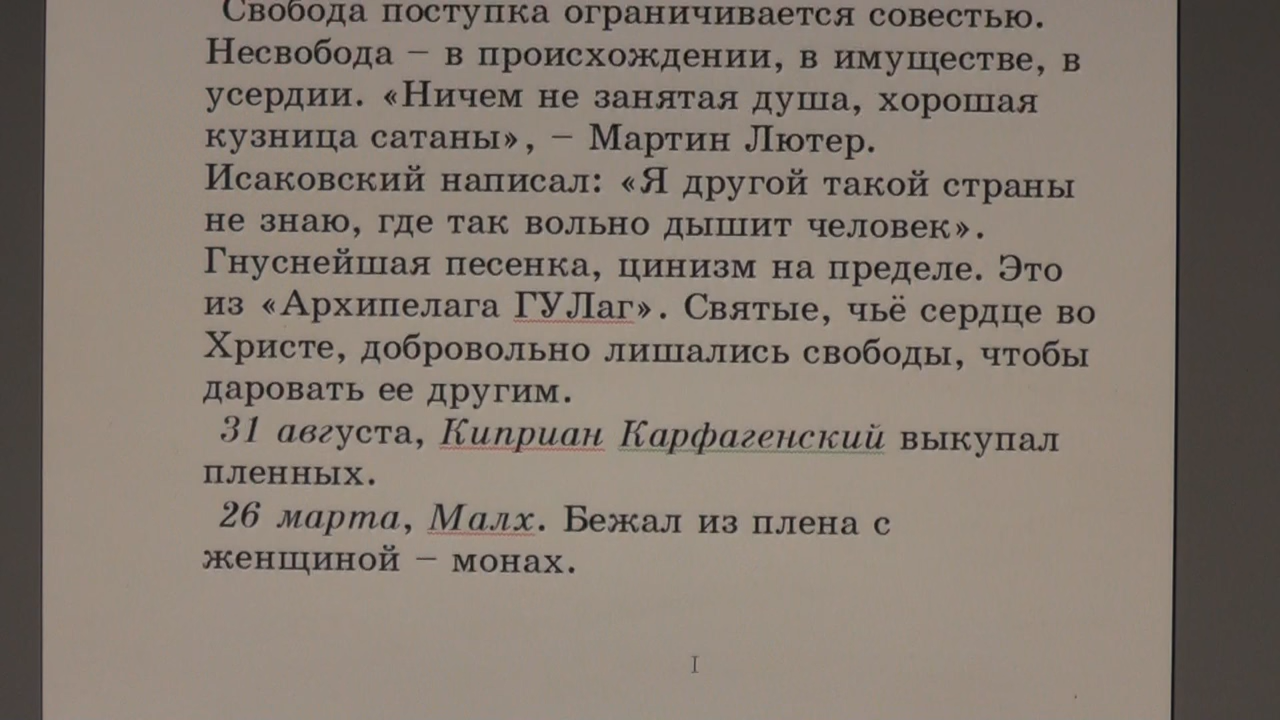 Свобода поступка ограничивается совестью.
Несвобода – в происхождении, в имуществе, в
усердии. «Ничем не занятая душа, хорошая
кузница сатаны», – Мартин Лютер.
Исаковский написал: «Я другой такой страны
не знаю, где так вольно дышит человек».
Гнуснейшая песенка, цинизм на пределе. Это
из «Архипелага ГУЛаг». Святые, чьё сердце во
Христе, добровольно лишались свободы, чтобы
даровать ее другим.
31 августа, Киприан Карфагенский выкупал
пленных.
26 марта, Малх. Бежал из плена с
женщиной – монах.